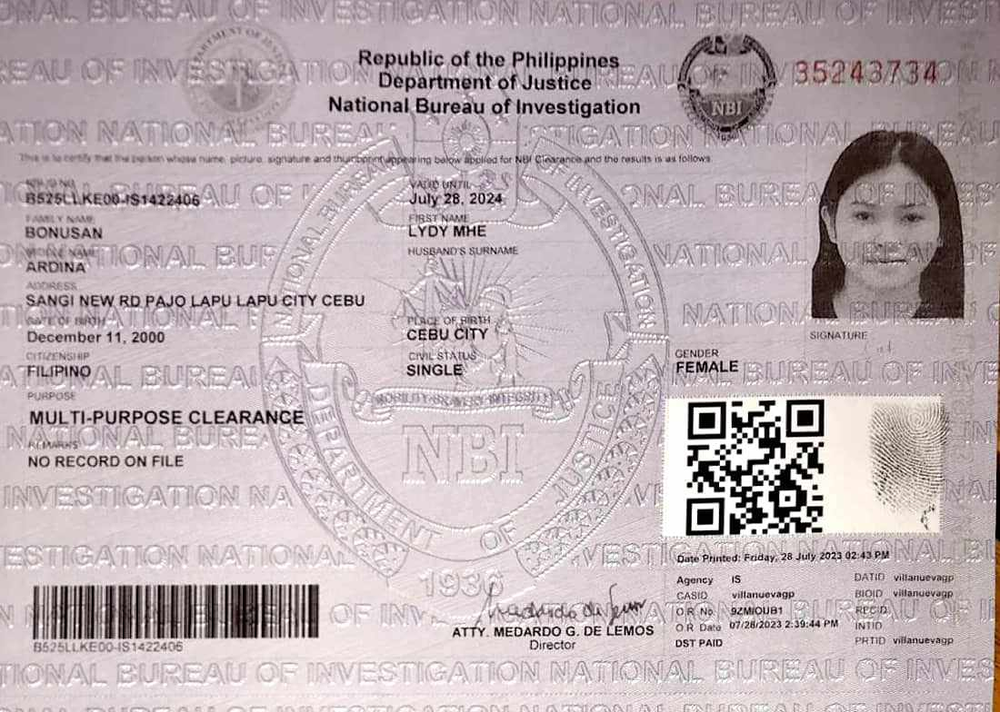 Republic of the Philippines
Department of Justice
National Bureau of Investigation
NBI
35243734
This is to certify that the person whose name, picture, signature and thumbprint appearing below applied for NBI Clearance and the results is as follows
NBI ID NO
B525LLKE00-IS1422406
VALID UNTIL
July 28, 2024
FAMILY NAME
BONUSAN
FIRST NAME
LYDY MHE
MIDDLE NAME
ARDINA
HUSBAND'S SURNAME
ADDRESS
SANGI NEW RD PAJO LAPU LAPU CITY CEBU
DATE OF BIRTH
December 11, 2000
PLACE OF BIRTH
CEBU CITY
SIGNATURE
CITIZENSHIP
FILIPINO
CIVIL STATUS
SINGLE
GENDER
FEMALE
PURPOSE
MULTI-PURPOSE CLEARANCE
REMARKS
NO RECORD ON FILE
NATIONAL BUREAU OF INVESTIGATION
NBI
DEPARTMENT OF JUSTICE
1936
Date Printed: Friday, 28 July 2023 02:43 PM
Agency IS
DATID villanuevagp
CASID villanuevagp
BIOID villanuevagp
O.R. No. 9ZMIOUB1
RECID
O.R. Date 07/28/2023 2:39:44 PM
INTID
DST PAID
PRTID villanuevagp
B525LLKE00-IS1422406
ATTY. MEDARDO G. DE LEMOS
Director